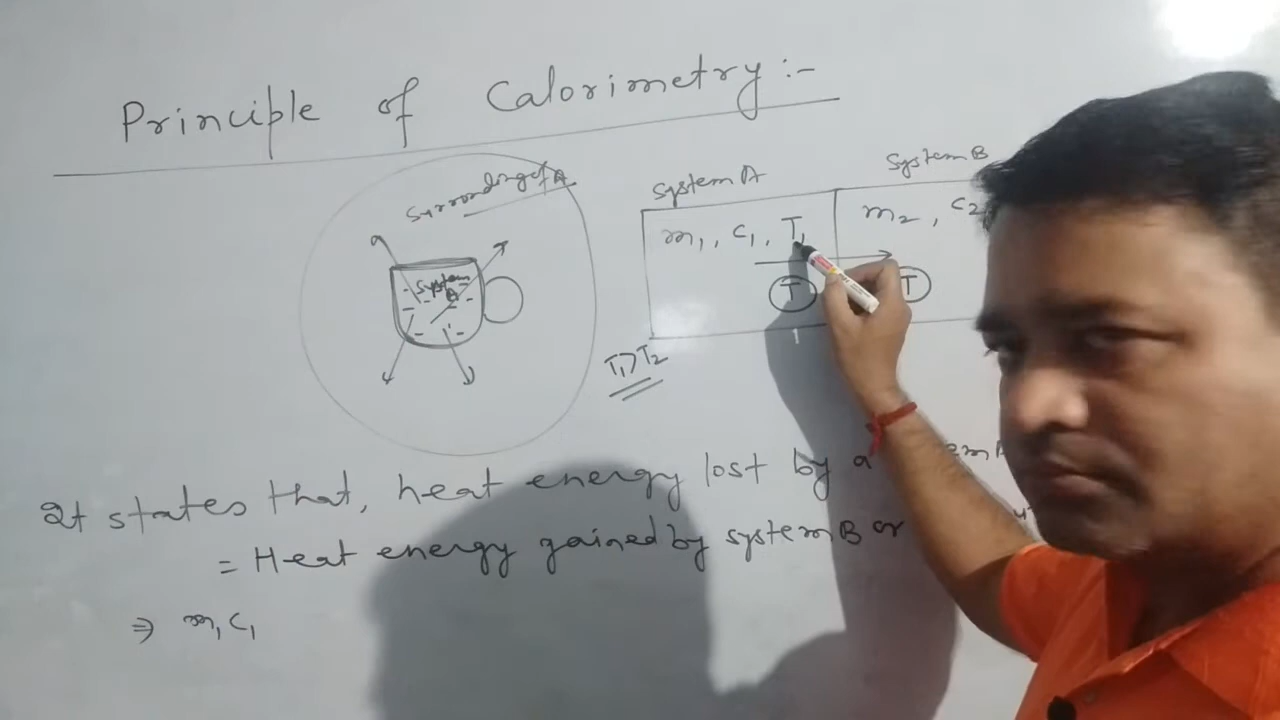 Principle of Calorimetry :-
Surrounding of A
System A
System A
System B
m1, c1, T1
m2, c2
T
T
T1>T2
It states that, heat energy lost by a
= Heat energy gained by system B or
⇒ m1 c1